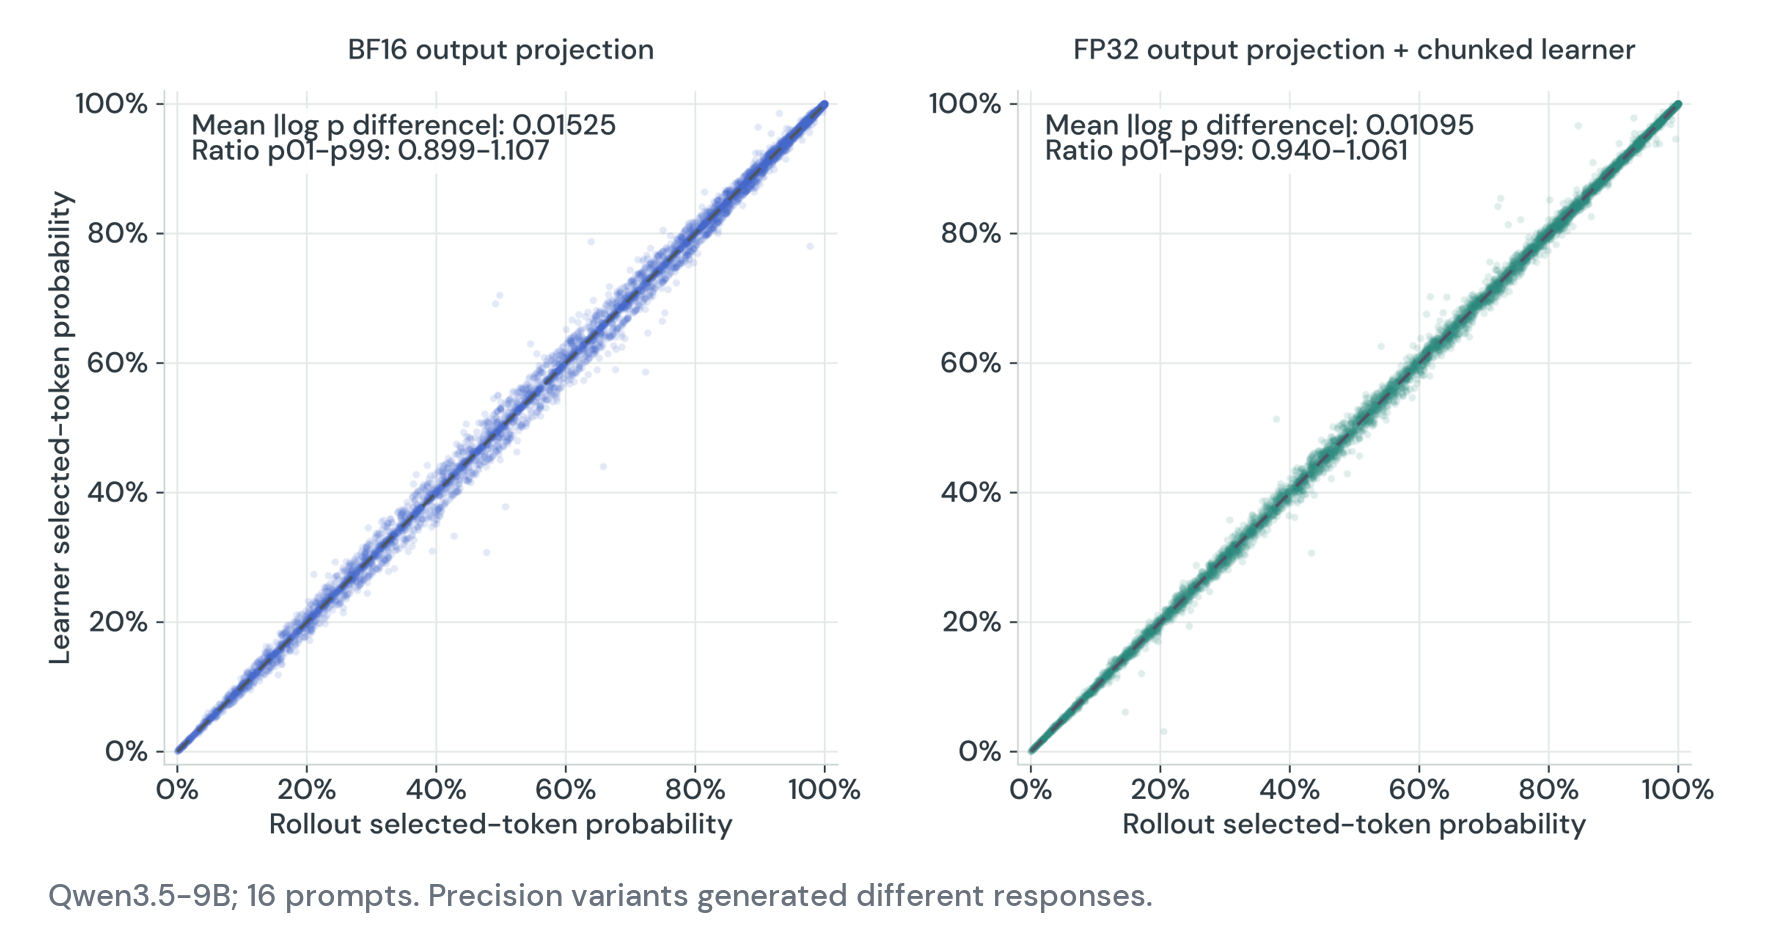 BF16 output projection
Mean |log p difference|: 0.01525
Ratio p01–p99: 0.899–1.107
Learner selected-token probability
100%
80%
60%
40%
20%
0%
0% 20% 40% 60% 80% 100%
Rollout selected-token probability
FP32 output projection + chunked learner
Mean |log p difference|: 0.01095
Ratio p01–p99: 0.940–1.061
100%
80%
60%
40%
20%
0%
0% 20% 40% 60% 80% 100%
Rollout selected-token probability
Qwen3.5-9B; 16 prompts. Precision variants generated different responses.